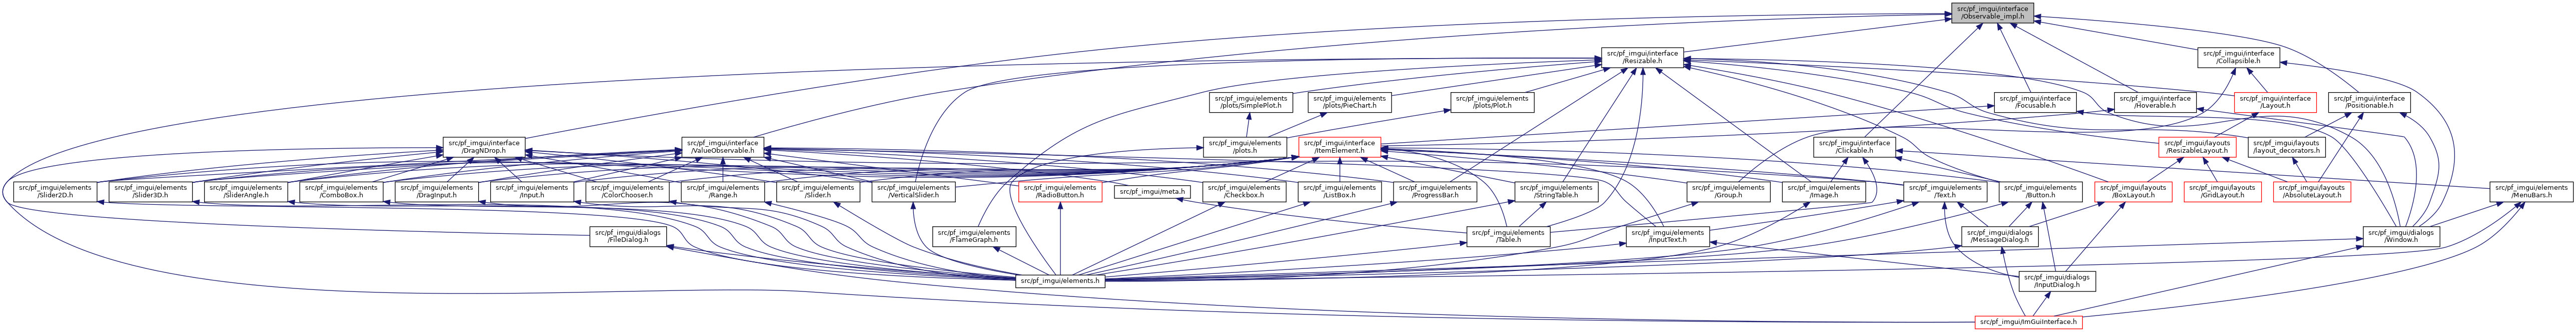 src/pf_imgui/interface
/Observable_impl.h
src/pf_imgui/interface
/Resizable.h
src/pf_imgui/interface
/Collapsible.h
src/pf_imgui/elements
/plots/SimplePlot.h
src/pf_imgui/elements
/plots/PieChart.h
src/pf_imgui/elements
/plots/Plot.h
src/pf_imgui/interface
/Focusable.h
src/pf_imgui/interface
/Hoverable.h
src/pf_imgui/interface
/Layout.h
src/pf_imgui/interface
/Positionable.h
src/pf_imgui/interface
/DragNDrop.h
src/pf_imgui/interface
/ValueObservable.h
src/pf_imgui/elements
/plots.h
src/pf_imgui/interface
/ItemElement.h
src/pf_imgui/interface
/Clickable.h
src/pf_imgui/layouts
/ResizableLayout.h
src/pf_imgui/layouts
/layout_decorators.h
src/pf_imgui/elements
/Slider2D.h
src/pf_imgui/elements
/Slider3D.h
src/pf_imgui/elements
/SliderAngle.h
src/pf_imgui/elements
/ComboBox.h
src/pf_imgui/elements
/DragInput.h
src/pf_imgui/elements
/Input.h
src/pf_imgui/elements
/ColorChooser.h
src/pf_imgui/elements
/Range.h
src/pf_imgui/elements
/Slider.h
src/pf_imgui/elements
/VerticalSlider.h
src/pf_imgui/elements
/RadioButton.h
src/pf_imgui/meta.h
src/pf_imgui/elements
/Checkbox.h
src/pf_imgui/elements
/ListBox.h
src/pf_imgui/elements
/ProgressBar.h
src/pf_imgui/elements
/StringTable.h
src/pf_imgui/elements
/Group.h
src/pf_imgui/elements
/Image.h
src/pf_imgui/elements
/Text.h
src/pf_imgui/elements
/Button.h
src/pf_imgui/layouts
/BoxLayout.h
src/pf_imgui/layouts
/GridLayout.h
src/pf_imgui/layouts
/AbsoluteLayout.h
src/pf_imgui/elements
/MenuBars.h
src/pf_imgui/dialogs
/FileDialog.h
src/pf_imgui/elements
/FlameGraph.h
src/pf_imgui/elements
/Table.h
src/pf_imgui/elements
/InputText.h
src/pf_imgui/dialogs
/MessageDialog.h
src/pf_imgui/dialogs
/Window.h
src/pf_imgui/elements.h
src/pf_imgui/dialogs
/InputDialog.h
src/pf_imgui/ImGuiInterface.h